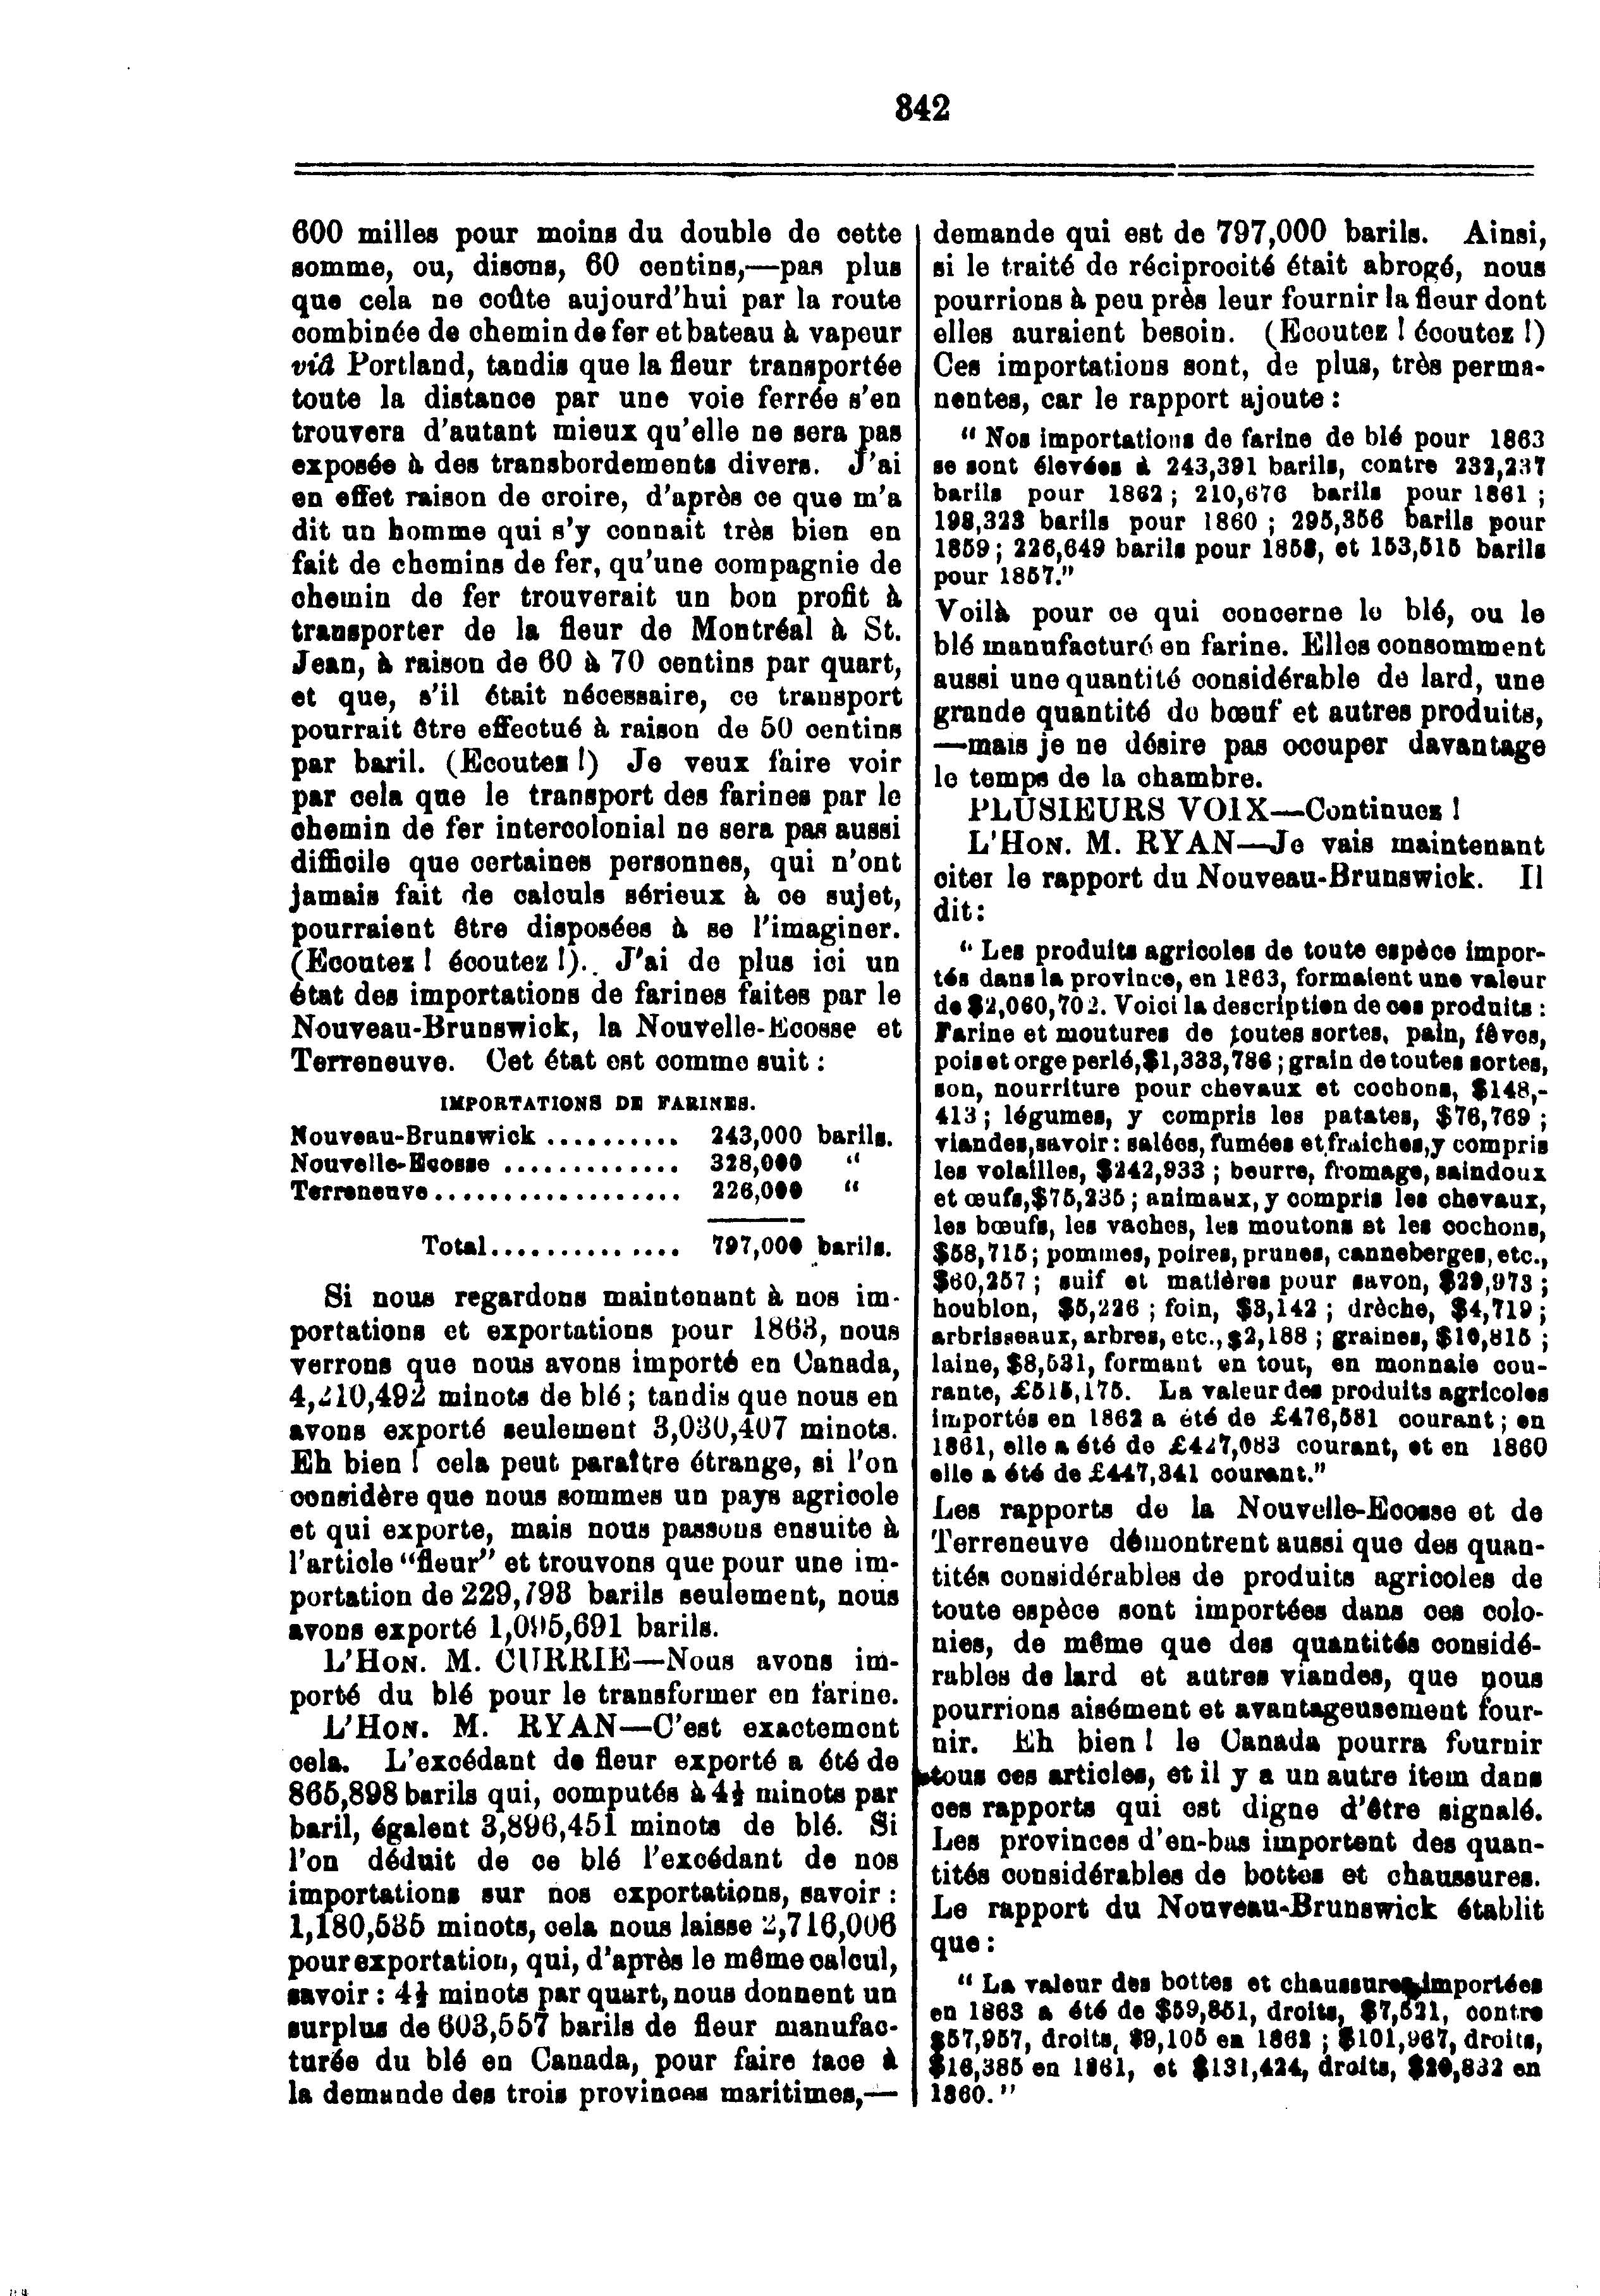 342
600 milles pour moins du double de cette
somme, ou, disons, 60 centins,—pas plus
que cela ne coûte aujourd'hui par la route
combinée de chemin de fer et bateau à vapeur
viâ Portland, tandis que la fleur transportée
toute la distance par une voie ferrée s'en
trouvera d'autant mieux qu'elle ne sera pas
exposée à des transbordements divers. J'ai
en effet raison de croire, d'après ce que m'a
dit un homme qui s'y connait très bien en
fait de chemins de fer, qu'une compagnie de
chemin de fer trouverait un bon profit à
transporter de la fleur de Montréal à St.
Jean, à raison de 60 à 70 centins par quart,
et que, s'il était nécessaire, ce transport
pourrait être effectué à raison de 50 centins
par baril. (Ecoutez !) Je veux faire voir
par cela que le transport des farines par le
chemin de fer intercolonial ne sera pas aussi
difficile que certaines personnes, qui n'ont
jamais fait de calculs sérieux à ce sujet,
pourraient être disposées à se l'imaginer.
(Ecoutez ! écoutez !). J'ai de plus ici un
état des importations de farines faites par le
Nouveau-Brunswick, la Nouvelle-Ecosse et
Terreneuve. Cet état est comme suit :
IMPORTATIONS DE FARINES.
Nouveau-Brunswick .......... 243,000 barils.
Nouvelle-Ecosse ............. 328,000 "
Terreneuve.................. 226,000 "
Total.............. 797,000 barils.
Si nous regardons maintenant à nos im-
portations et exportations pour 1863, nous
verrons que nous avons importé en Canada,
4,210,492 minots de blé ; tandis que nous en
avons exporté seulement 3,030,407 minots.
Eh bien ! cela peut paraître étrange, si l'on
considère que nous sommes un pays agricole
et qui exporte, mais nous passons ensuite à
l'article "fleur" et trouvons que pour une im-
portation de 229,793 barils seulement, nous
avons exporté 1,095,691 barils.
L'HON. M. CURRIE—Nous avons im-
porté du blé pour le transformer en farine.
L'HON. M. RYAN—C'est exactement
cela. L'excédant de fleur exporté a été de
865,898 barils qui, computés à 4½ minots par
baril, égalent 3,896,451 minots de blé. Si
l'on déduit de ce blé l'excédant de nos
importations sur nos exportations, savoir :
1,180,535 minots, cela nous laisse 2,716,006
pour exportation, qui, d'après le même calcul,
savoir : 4½ minots par quart, nous donnent un
surplus de 603,557 barils de fleur manufac-
turée du blé en Canada, pour faire face à
la demande des trois provinces maritimes,—
demande qui est de 797,000 barils. Ainsi,
si le traité de réciprocité était abrogé, nous
pourrions à peu près leur fournir la fleur dont
elles auraient besoin. (Ecoutez ! écoutez !)
Ces importations sont, de plus, très perma-
nentes, car le rapport ajoute :
" Nos importations de farine de blé pour 1863
se sont élevées à 243,391 barils, contre 232,237
barils pour 1862 ; 210,676 barils pour 1861 ;
198,323 barils pour 1860 ; 295,356 barils pour
1859 ; 226,649 barils pour 1858, et 153,515 barils
pour 1857."
Voilà pour ce qui concerne le blé, ou le
blé manufacturé en farine. Elles consomment
aussi une quantité considérable de lard, une
grande quantité de bœuf et autres produits,
—mais je ne désire pas occuper davantage
le temps de la chambre.
PLUSIEURS VOIX—Continuez !
L'HON. M. RYAN—Je vais maintenant
citer le rapport du Nouveau-Brunswick. Il
dit :
" Les produits agricoles de toute espèce impor-
tés dans la province, en 1863, formaient une valeur
de $2,060,702. Voici la description de ces produits :
Farine et moutures de toutes sortes, pain, fêves,
pois et orge perlé, $1,333,786 ; grain de toutes sortes,
son, nourriture pour chevaux et cochons, $148,-
413 ; légumes, y compris les patates, $76,769 ;
viandes, savoir : salées, fumées et fraiches, y compris
les volailles, $242,933 ; beurre, fromage, saindoux
et œufs, $75,235 ; animaux, y compris les chevaux,
les bœufs, les vaches, les moutons et les cochons,
$58,715 ; pommes, poires, prunes, canneberges, etc.,
$60,257 ; suif et matières pour savon, $29,973 ;
houblon, $5,226 ; foin, $3,142 ; drèche, $4,719 ;
arbrisseaux, arbres, etc., $2,188 ; graines, $10,815 ;
laine, $8,531, formant en tout, en monnaie cou-
rante, £515,175. La valeur des produits agricoles
importés en 1862 a été de £476,581 courant ; en
1861, elle a été de £427,083 courant, et en 1860
elle a été de £447,341 courant."
Les rapports de la Nouvelle-Ecosse et de
Terreneuve démontrent aussi que des quan-
tités considérables de produits agricoles de
toute espèce sont importées dans ces colo-
nies, de même que des quantités considé-
rables de lard et autres viandes, que nous
pourrions aisément et avantageusement four-
nir. Eh bien ! le Canada pourra fournir
tous ces articles, et il y a un autre item dans
ces rapports qui est digne d'être signalé.
Les provinces d'en-bas importent des quan-
tités considérables de bottes et chaussures.
Le rapport du Nouveau-Brunswick établit
que :
" La valeur des bottes et chaussures importées
en 1863 a été de $59,851, droits, $7,521, contre
$57,957, droits, $9,105 en 1862 ; $101,967, droits,
$16,385 en 1861, et $131,424, droits, $20,832 en
1860."